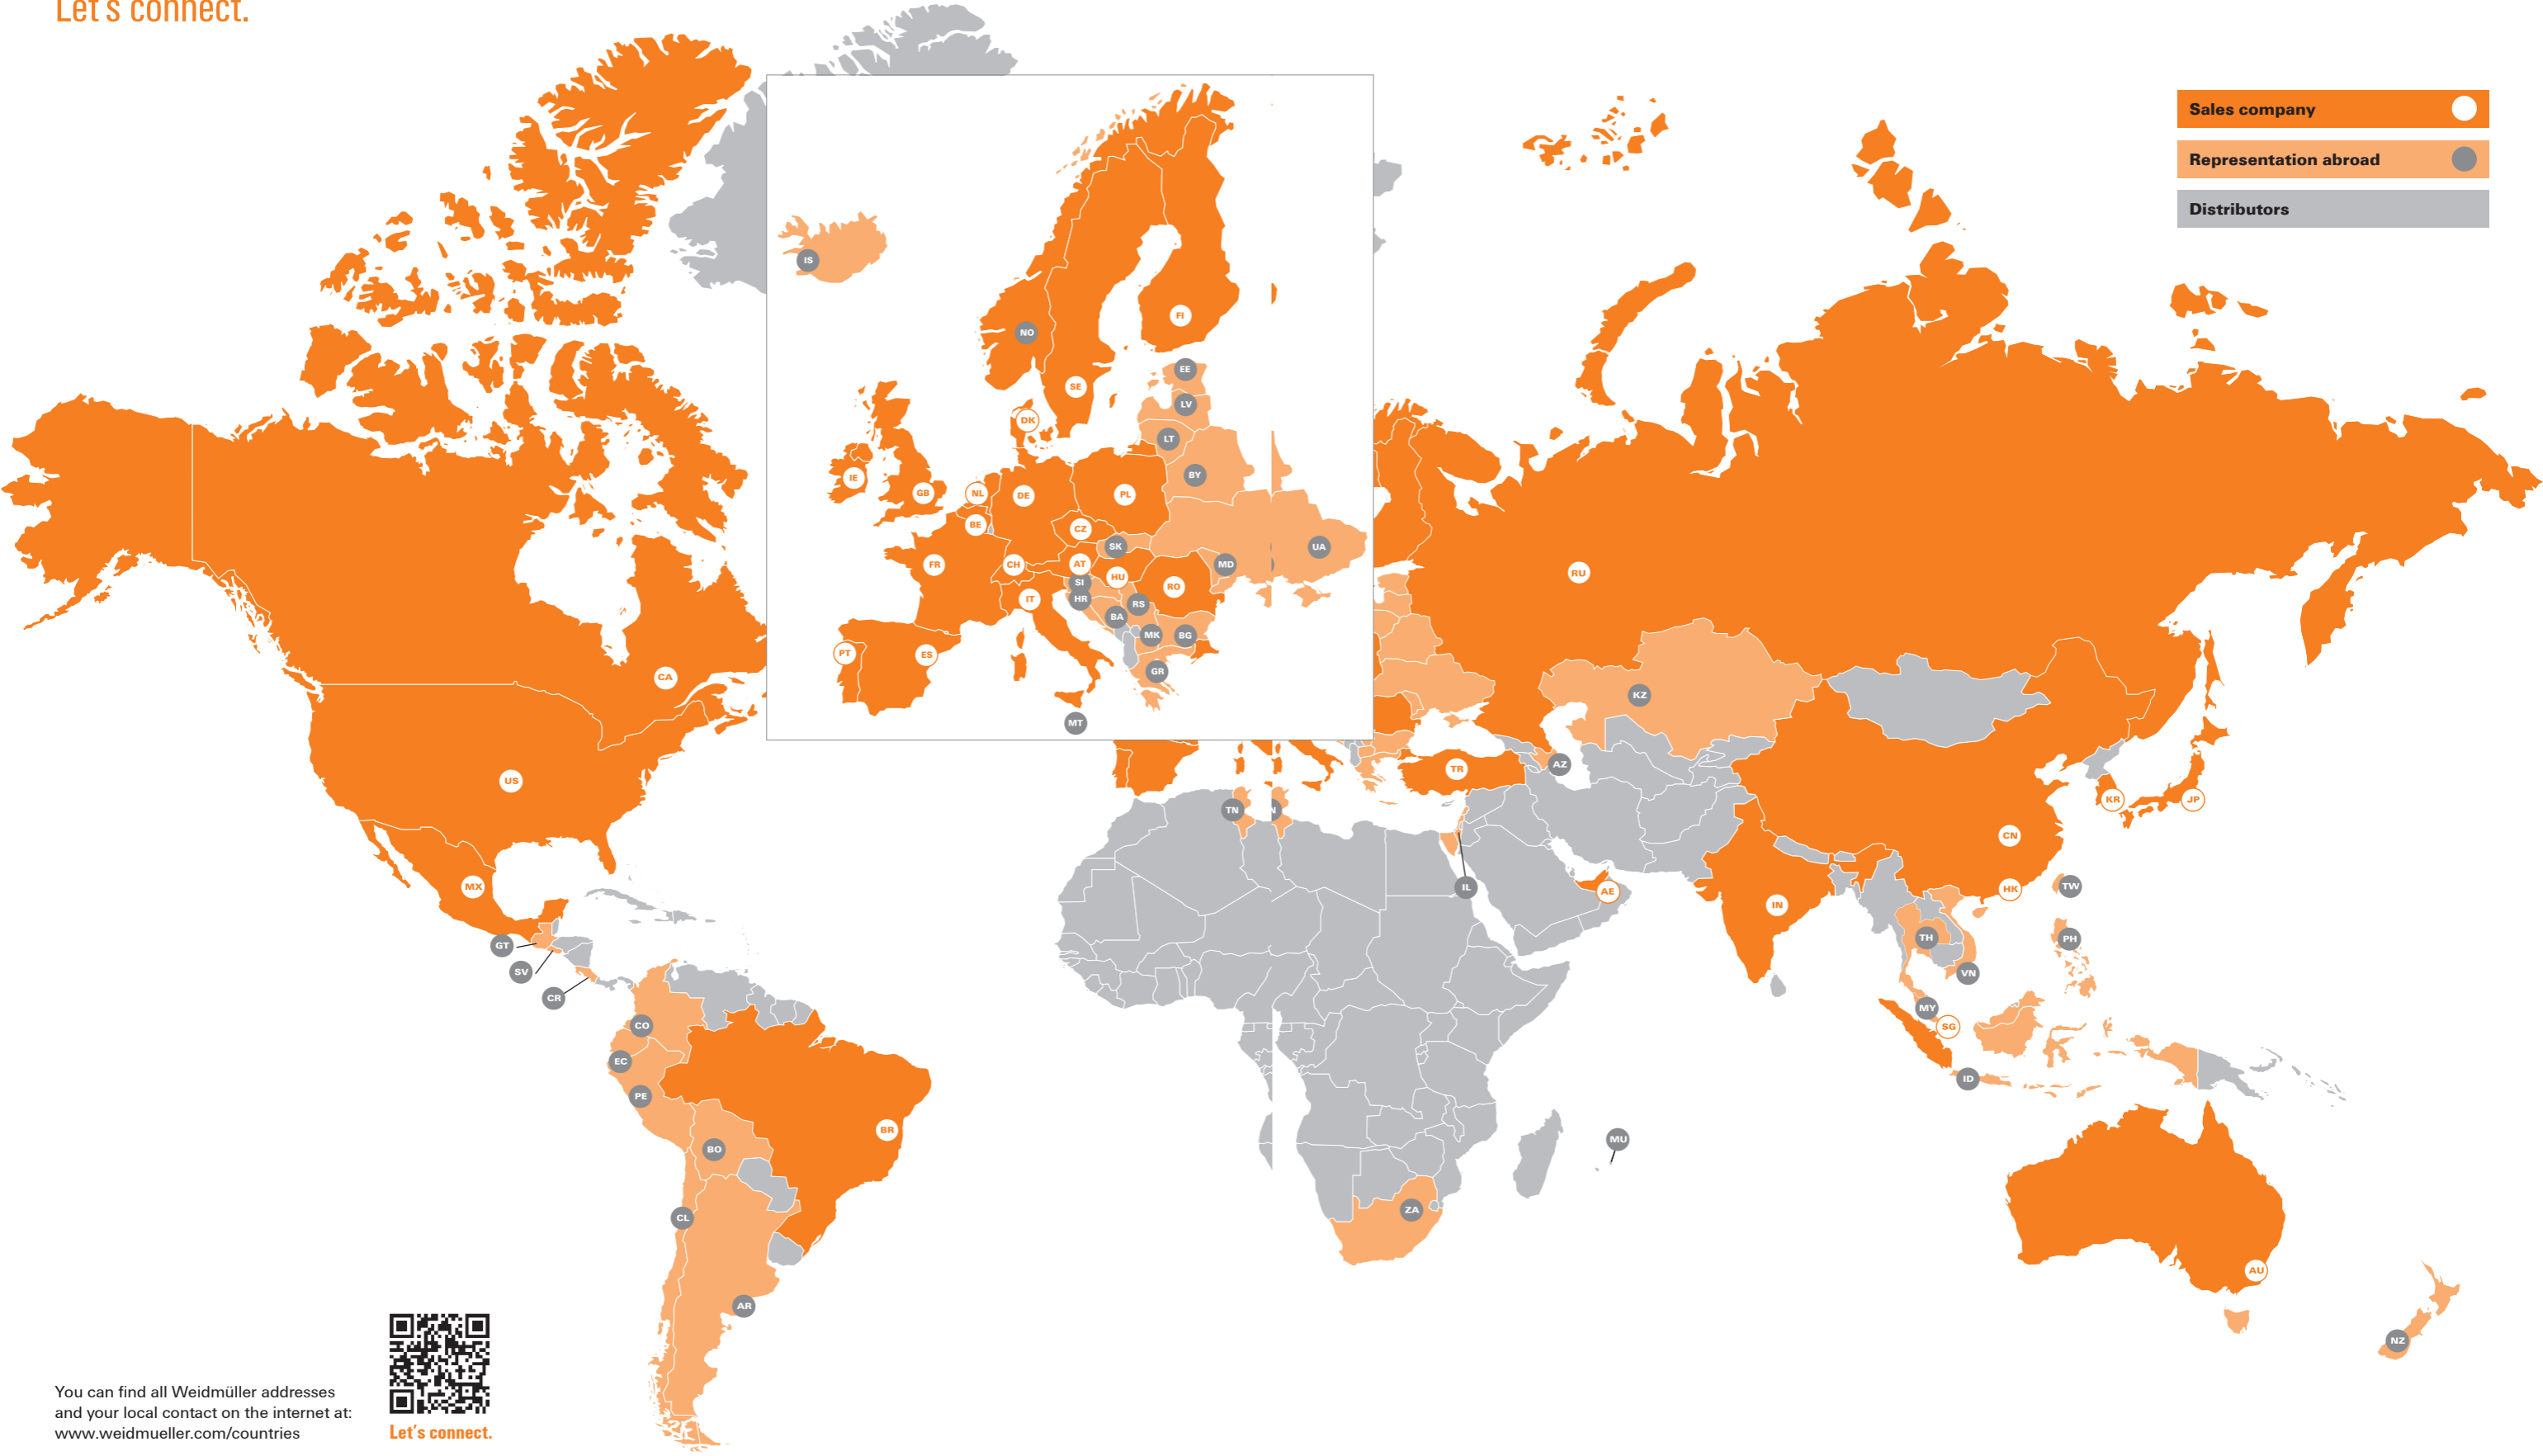 Let's connect.
Sales company
Representation abroad
Distributors
IS
NO
FI
SE
EE
LV
DK
LT
BY
IE
GB
NL
DE
PL
BE
CZ
SK
UA
FR
CH
AT
HU
MD
SI
RO
IT
HR
RS
BA
MK
BG
PT
ES
GR
MT
RU
CA
KZ
US
TR
AZ
TN
N
KR
JP
CN
MX
IL
AE
HK
TW
IN
GT
TH
PH
SV
VN
CR
MY
CO
SG
EC
ID
PE
BR
MU
BO
ZA
CL
AU
AR
NZ
You can find all Weidmüller addresses
and your local contact on the internet at:
www.weidmueller.com/countries
Let's connect.